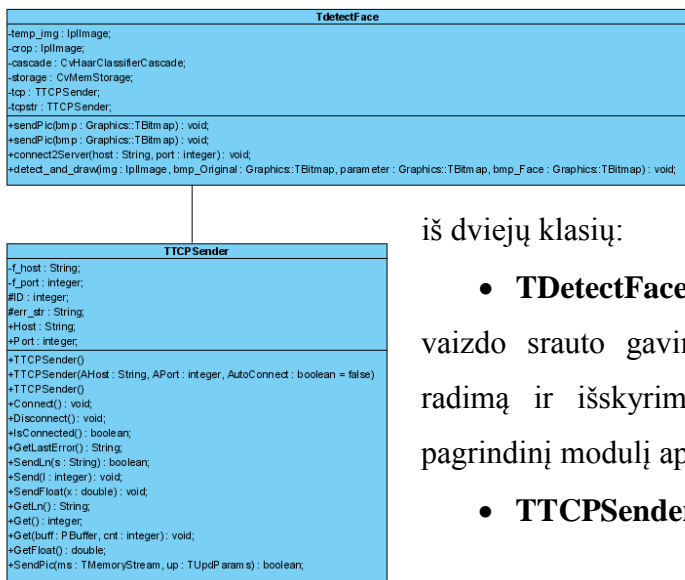 TdetectFace
-temp_img : IplImage;
-crop : IplImage;
-cascade : CvHaarClassifierCascade;
-storage : CvMemStorage;
-tcp : TTCPSender;
-tcpstr : TTCPSender;
+sendPic(bmp : Graphics::TBitmap) : void;
+sendPic(bmp : Graphics::TBitmap) : void;
+connect2Server(host : String, port : integer) : void;
+detect_and_draw(img : IplImage, bmp_Original : Graphics::TBitmap, parameter : Graphics::TBitmap, bmp_Face : Graphics::TBitmap) : void;
TTCPSender
-f_host : String;
-f_port : integer;
#ID : integer;
#err_str : String;
+Host : String;
+Port : integer;
+TTCPSender()
+TTCPSender(AHost : String, APort : integer, AutoConnect : boolean = false)
+TTCPSender()
+Connect() : void;
+Disconnect() : void;
+IsConnected() : boolean;
+GetLastError() : String;
+SendLn(s : String) : boolean;
+Send(I : integer) : void;
+SendFloat(x : double) : void;
+GetLn() : String;
+Get() : integer;
+Get(buff : PBuffer, cnt : integer) : void;
+GetFloat() : double;
+SendPic(ms : TMemoryStream, up : TUpdParams) : boolean;
iš dviejų klasių:
• TDetectFace
vaizdo srauto gavim
radimą ir išskyrim
pagrindinį modulį ap
• TTCPSender